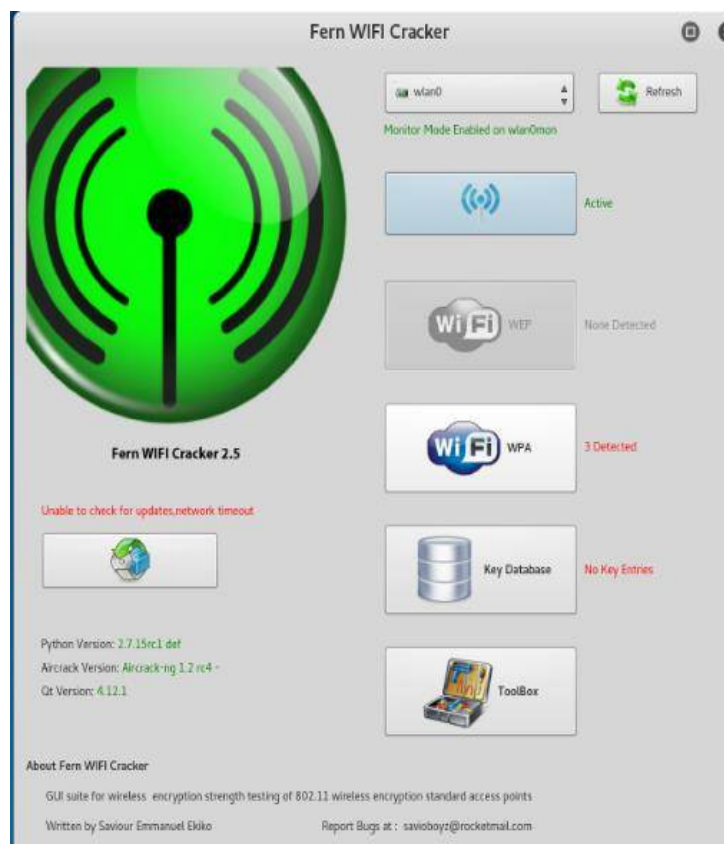 Fern WIFI Cracker
wlan0
Refresh
Monitor Mode Enabled on wlan0mon
Active
WiFi WEP
None Detected
WiFi WPA
3 Detected
Fern WIFI Cracker 2.5
Unable to check for updates,network timeout
Key Database
No Key Entries
Python Version: 2.7.15rc1 def
Aircrack Version: Aircrack-ng 1.2 rc4 -
Qt Version: 4.12.1
ToolBox
About Fern WIFI Cracker
GUI suite for wireless encryption strength testing of 802.11 wireless encryption standard access points
Written by Saviour Emmanuel Ekiko
Report Bugs at : savioboyz@rocketmail.com